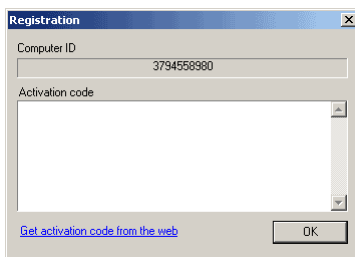 Registration
Computer ID
3794558980
Activation code
Get activation code from the web
OK